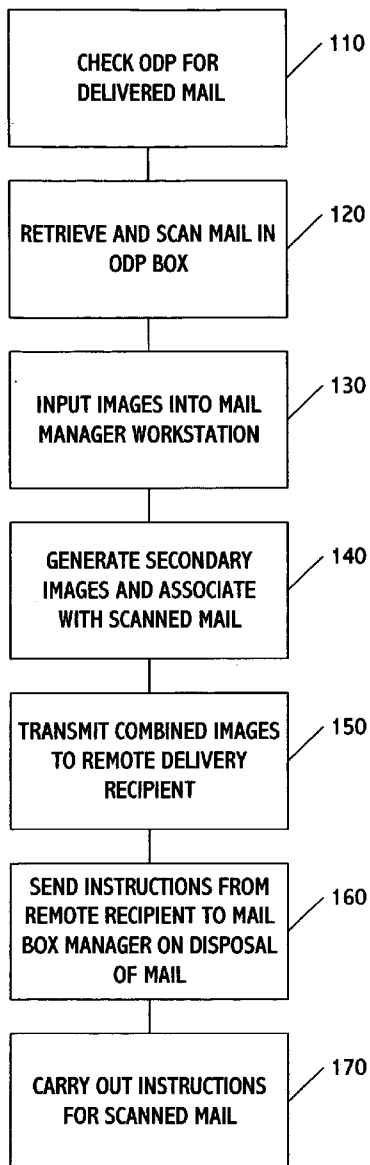 CHECK ODP FOR
DELIVERED MAIL
110
RETRIEVE AND SCAN MAIL IN
ODP BOX
120
INPUT IMAGES INTO MAIL
MANAGER WORKSTATION
130
GENERATE SECONDARY
IMAGES AND ASSOCIATE
WITH SCANNED MAIL
140
TRANSMIT COMBINED IMAGES
TO REMOTE DELIVERY
RECIPIENT
150
SEND INSTRUCTIONS FROM
REMOTE RECIPIENT TO MAIL
BOX MANAGER ON DISPOSAL
OF MAIL
160
CARRY OUT INSTRUCTIONS
FOR SCANNED MAIL
170